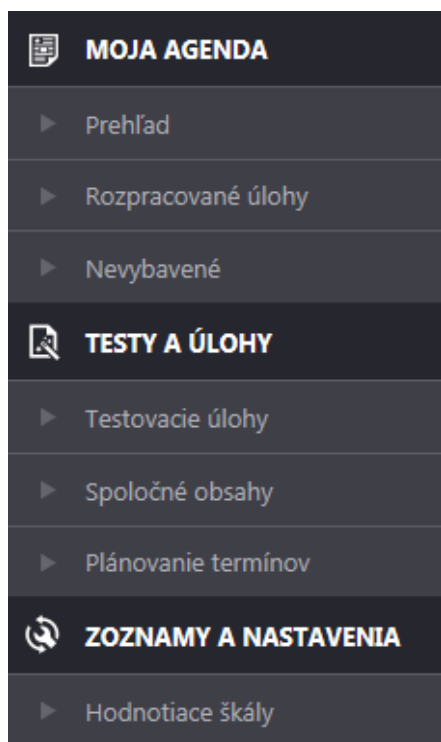 MOJA AGENDA
Prehľad
Rozpracované úlohy
Nevybavené
TESTY A ÚLOHY
Testovacie úlohy
Spoločné obsahy
Plánovanie termínov
ZOZNAMY A NASTAVENIA
Hodnotiace škály